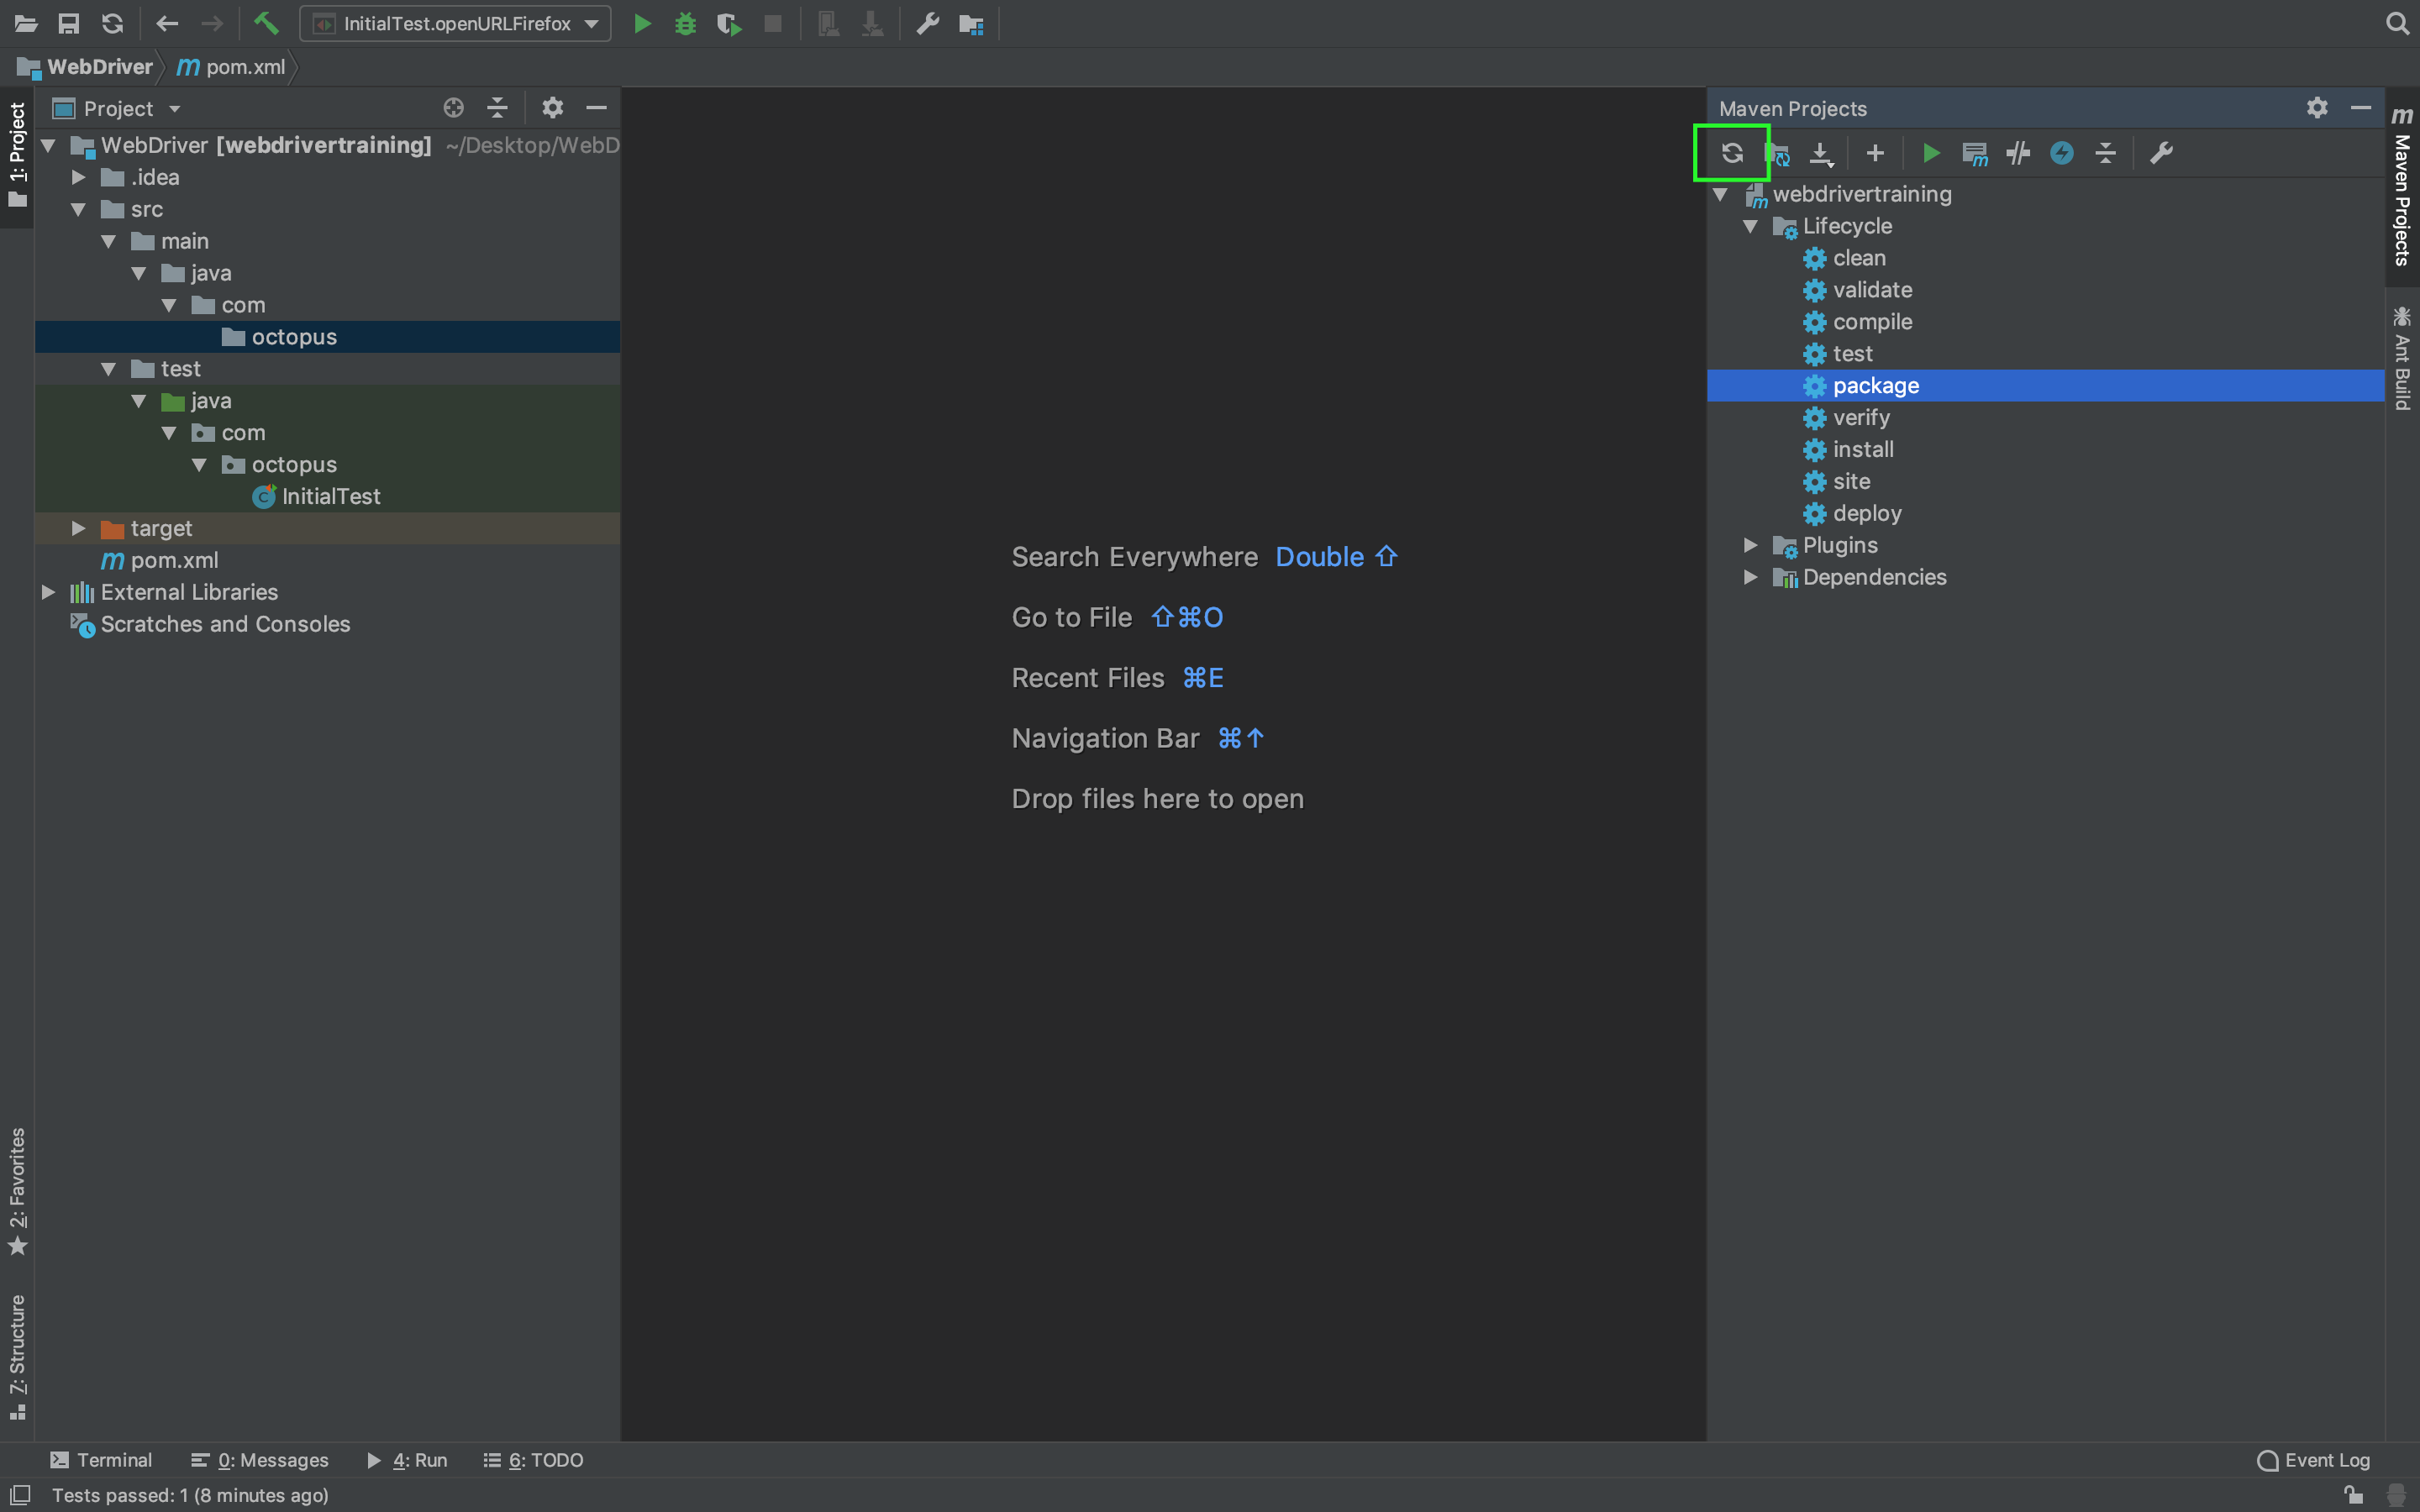 InitialTest.openURLFirefox
WebDriver
m pom.xml
1: Project
Project
WebDriver [webdrivertraining] ~/Desktop/WebD
.idea
src
main
java
com
octopus
test
java
com
octopus
C InitialTest
target
m pom.xml
External Libraries
Scratches and Consoles
2: Favorites
7: Structure
Search Everywhere Double ⇧
Go to File ⇧⌘O
Recent Files ⌘E
Navigation Bar ⌘↑
Drop files here to open
Maven Projects
webdrivertraining
Lifecycle
clean
validate
compile
test
package
verify
install
site
deploy
Plugins
Dependencies
m Maven Projects
Ant Build
Terminal
0: Messages
4: Run
6: TODO
Event Log
Tests passed: 1 (8 minutes ago)